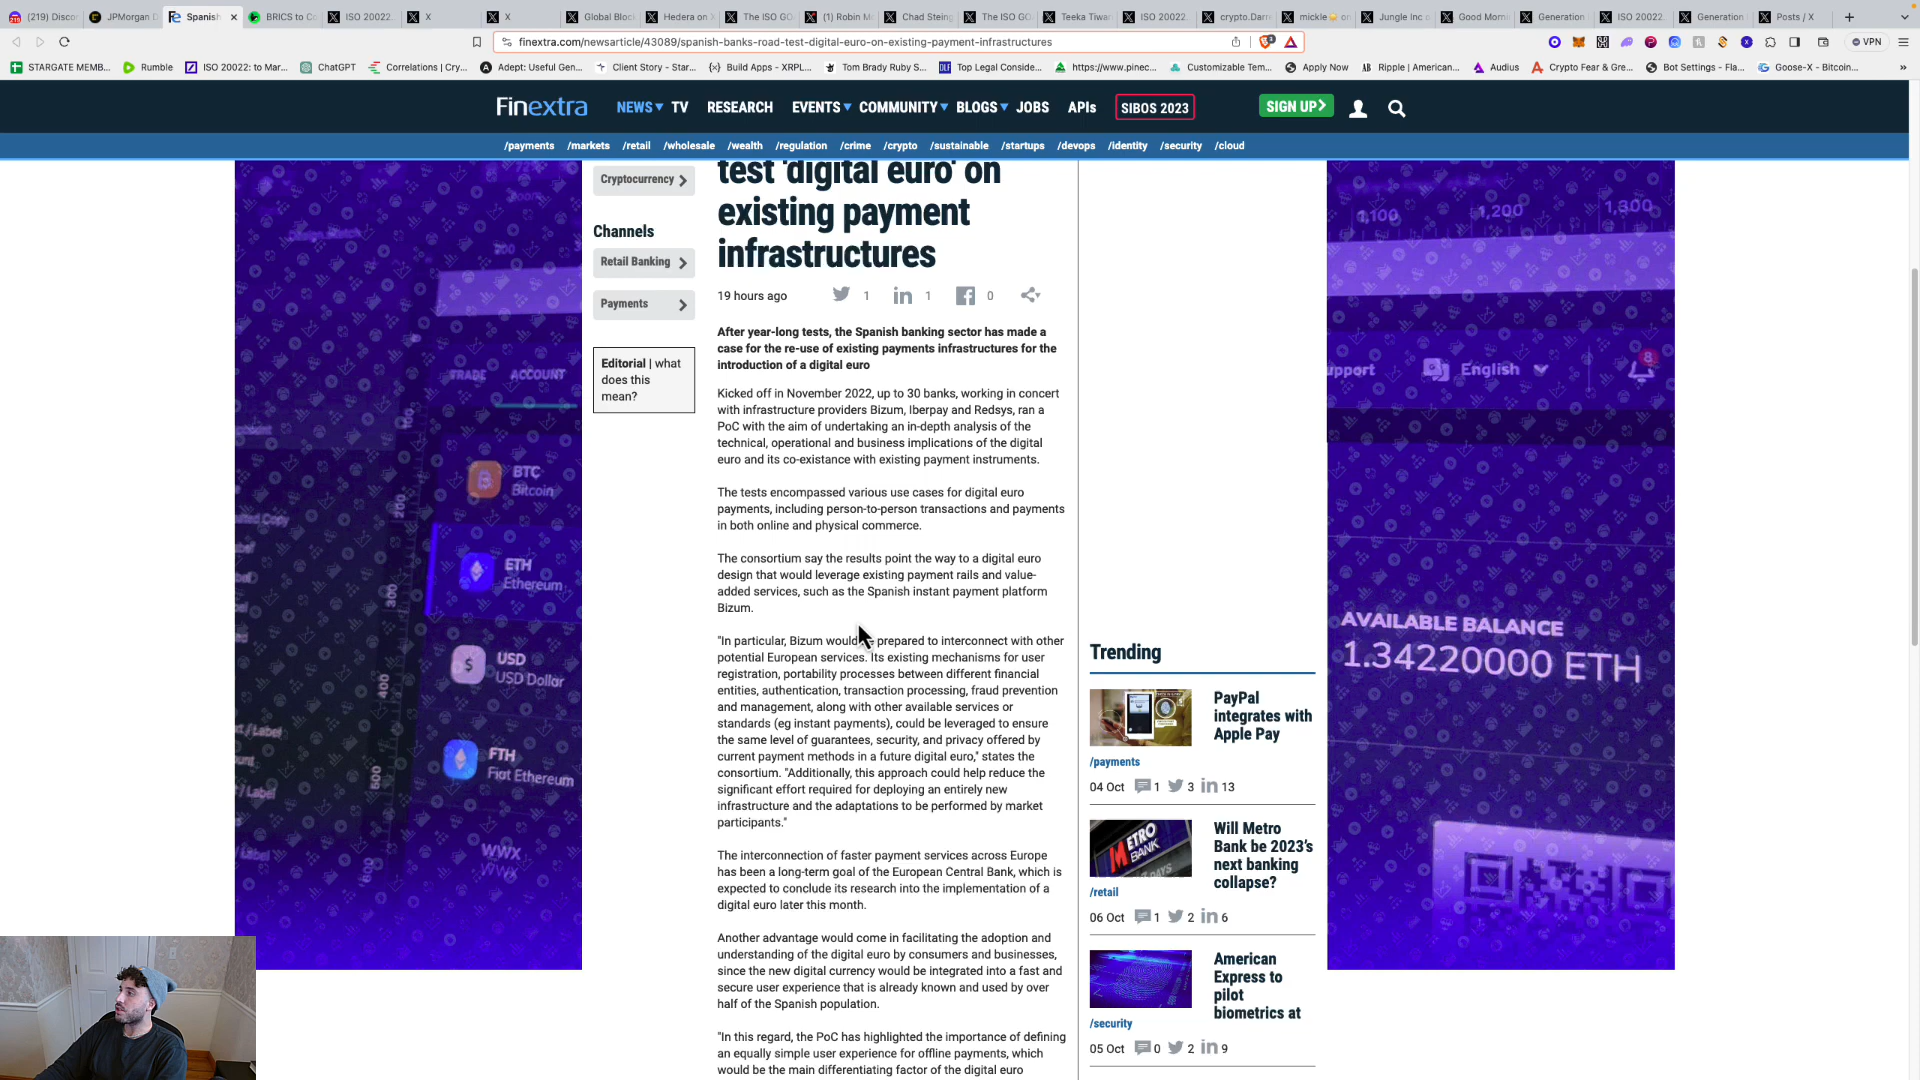 (219) Discor
JPMorgan D
Spanish
BRICS to Co
ISO 20022
X
X
Global Bloc
Hedera on X
The ISO GO
(1) Robin M
Chad Steing
The ISO GO
Teeka Tiwar
ISO 20022
crypto.Darr
mickle on
Jungle Inc o
Good Morni
Generation
ISO 20022
Generation
Posts / X
finextra.com/newsarticle/43089/spanish-banks-road-test-digital-euro-on-existing-payment-infrastructures
VPN
STARGATE MEMB...
Rumble
ISO 20022: to Mar...
ChatGPT
Correlations | Cry...
Adept: Useful Gen...
Client Story - Star...
Build Apps - XRPL...
Tom Brady Ruby S...
Top Legal Conside...
https://www.pinec...
Customizable Tem...
Apply Now
Ripple | American...
Audius
Crypto Fear & Gre...
Bot Settings - Fla...
Goose-X - Bitcoin...
Finextra
NEWS
TV
RESEARCH
EVENTS
COMMUNITY
BLOGS
JOBS
APIs
SIBOS 2023
SIGN UP
/payments
/markets
/retail
/wholesale
/wealth
/regulation
/crime
/crypto
/sustainable
/startups
/devops
/identity
/security
/cloud
Cryptocurrency
Channels
Retail Banking
Payments
Editorial | what
does this
mean?
test 'digital euro' on
existing payment
infrastructures
19 hours ago
1
1
0
After year-long tests, the Spanish banking sector has made a
case for the re-use of existing payments infrastructures for the
introduction of a digital euro
Kicked off in November 2022, up to 30 banks, working in concert
with infrastructure providers Bizum, Iberpay and Redsys, ran a
PoC with the aim of undertaking an in-depth analysis of the
technical, operational and business implications of the digital
euro and its co-existance with existing payment instruments.
The tests encompassed various use cases for digital euro
payments, including person-to-person transactions and payments
in both online and physical commerce.
The consortium say the results point the way to a digital euro
design that would leverage existing payment rails and value-
added services, such as the Spanish instant payment platform
Bizum.
"In particular, Bizum would prepared to interconnect with other
potential European services. Its existing mechanisms for user
registration, portability processes between different financial
entities, authentication, transaction processing, fraud prevention
and management, along with other available services or
standards (eg instant payments), could be leveraged to ensure
the same level of guarantees, security, and privacy offered by
current payment methods in a future digital euro," states the
consortium. "Additionally, this approach could help reduce the
significant effort required for deploying an entirely new
infrastructure and the adaptations to be performed by market
participants."
The interconnection of faster payment services across Europe
has been a long-term goal of the European Central Bank, which is
expected to conclude its research into the implementation of a
digital euro later this month.
Another advantage would come in facilitating the adoption and
understanding of the digital euro by consumers and businesses,
since the new digital currency would be integrated into a fast and
secure user experience that is already known and used by over
half of the Spanish population.
"In this regard, the PoC has highlighted the importance of defining
an equally simple user experience for offline payments, which
would be the main differentiating factor of the digital euro
Trending
PayPal
integrates with
Apple Pay
/payments
04 Oct 1 3 13
Will Metro
Bank be 2023's
next banking
collapse?
/retail
06 Oct 1 2 6
American
Express to
pilot
biometrics at
/security
05 Oct 0 2 9
METRO
BANK
TRADE
ACCOUNT
100
200
300
400
BTC
Bitcoin
ETH
Ethereum
USD
USD Dollar
FTH
Fiat Ethereum
WWX
1,100
1,200
1,300
upport
English
8
AVAILABLE BALANCE
1.34220000 ETH